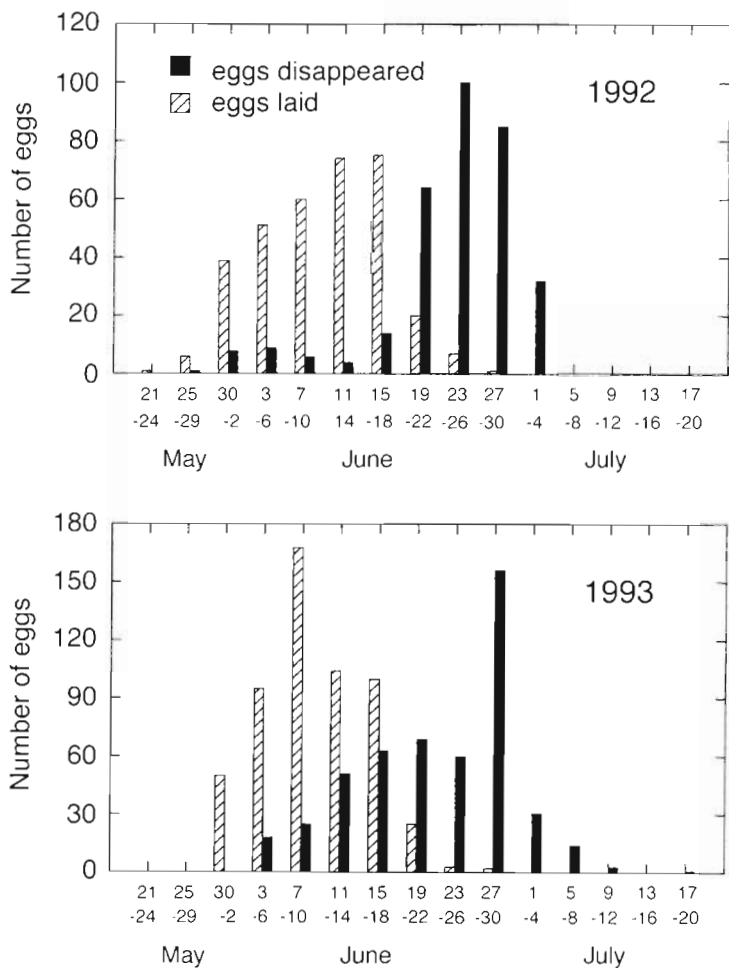 120
100
80
60
40
20
0
Number of eggs
eggs disappeared
eggs laid
1992
21 25 30 3 7 11 15 19 23 27 1 5 9 13 17
-24 -29 -2 -6 -10 14 -18 -22 -26 -30 -4 -8 -12 -16 -20
May June July
180
150
120
90
60
30
0
Number of eggs
1993
21 25 30 3 7 11 15 19 23 27 1 5 9 13 17
-24 -29 -2 -6 -10 -14 -18 -22 -26 -30 -4 -8 -12 -16 -20
May June July